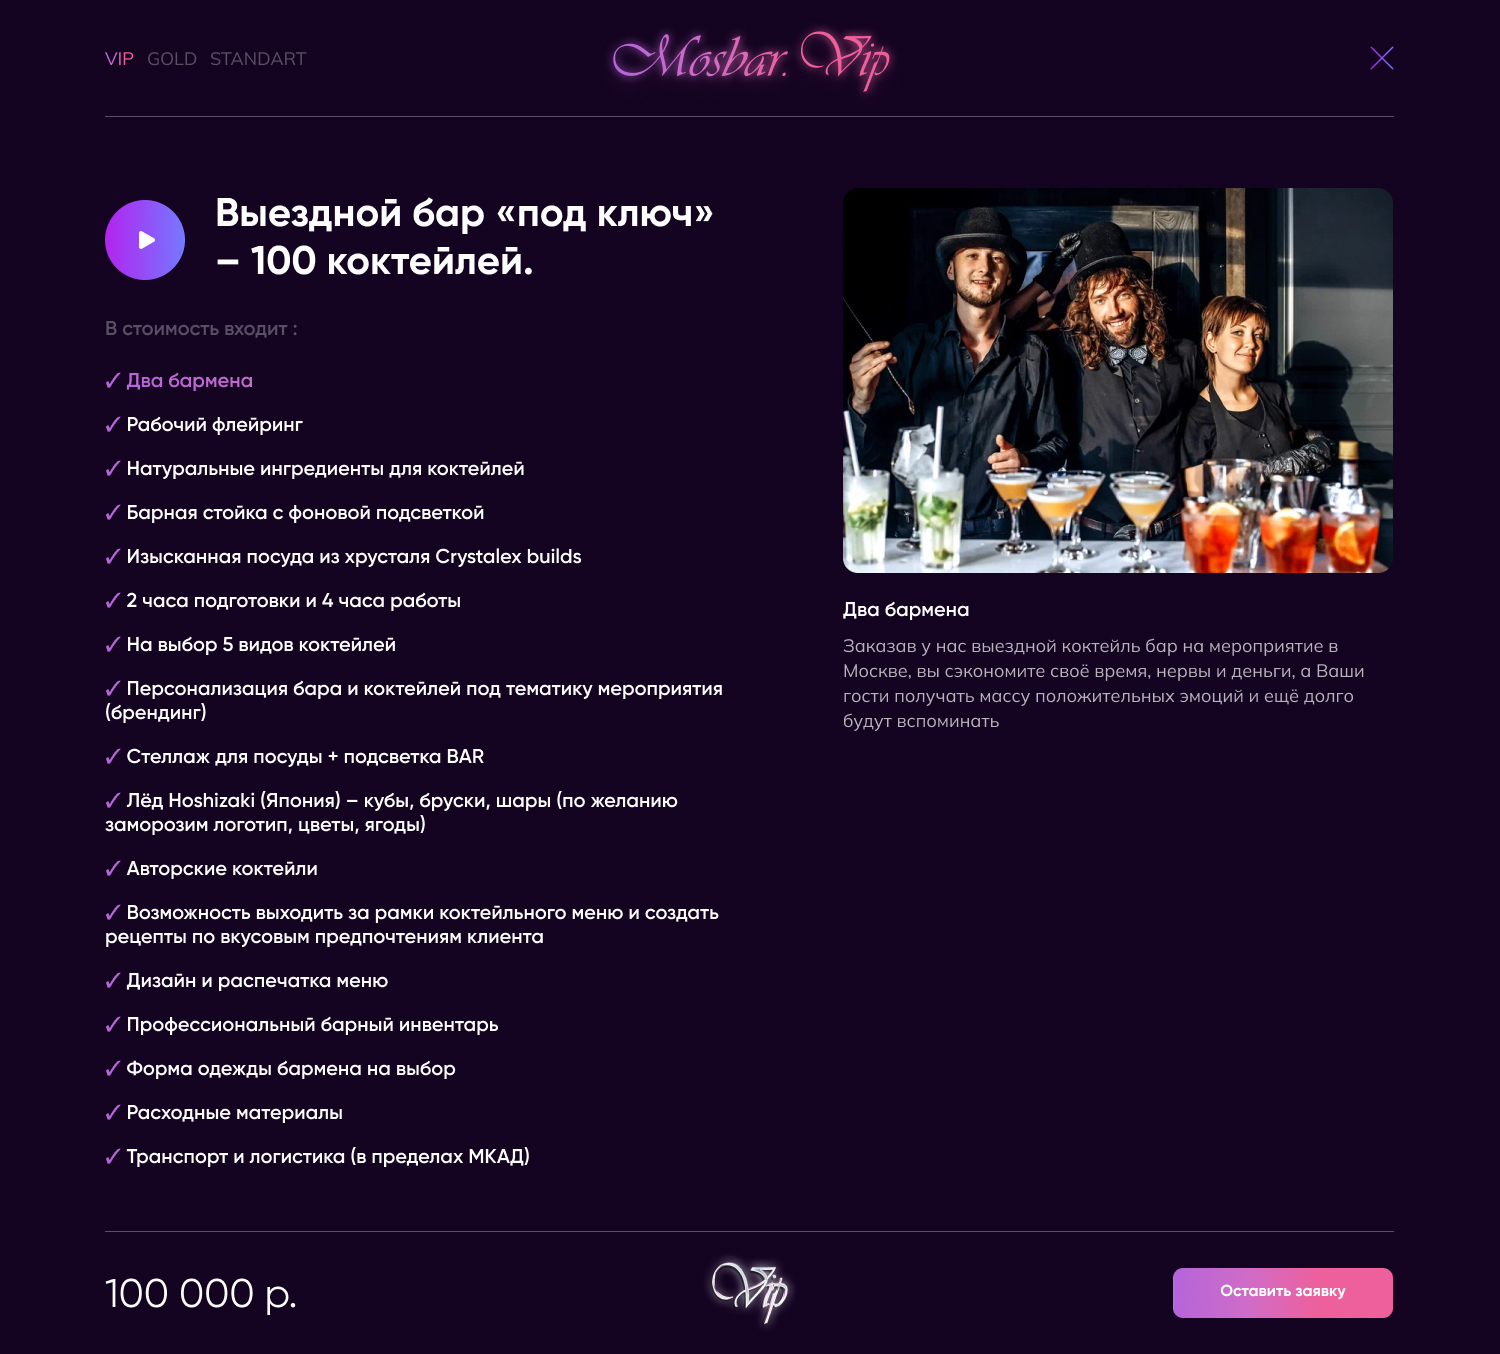 VIP GOLD STANDART
Mosbar. Vip
Выездной бар «под ключ»
– 100 коктейлей.
В стоимость входит :
✓ Два бармена
✓ Рабочий флейринг
✓ Натуральные ингредиенты для коктейлей
✓ Барная стойка с фоновой подсветкой
✓ Изысканная посуда из хрусталя Crystalex builds
✓ 2 часа подготовки и 4 часа работы
✓ На выбор 5 видов коктейлей
✓ Персонализация бара и коктейлей под тематику мероприятия
(брендинг)
✓ Стеллаж для посуды + подсветка BAR
✓ Лёд Hoshizaki (Япония) – кубы, бруски, шары (по желанию
заморозим логотип, цветы, ягоды)
✓ Авторские коктейли
✓ Возможность выходить за рамки коктейльного меню и создать
рецепты по вкусовым предпочтениям клиента
✓ Дизайн и распечатка меню
✓ Профессиональный барный инвентарь
✓ Форма одежды бармена на выбор
✓ Расходные материалы
✓ Транспорт и логистика (в пределах МКАД)
Два бармена
Заказав у нас выездной коктейль бар на мероприятие в
Москве, вы сэкономите своё время, нервы и деньги, а Ваши
гости получать массу положительных эмоций и ещё долго
будут вспоминать
100 000 р.
Vip
Оставить заявку